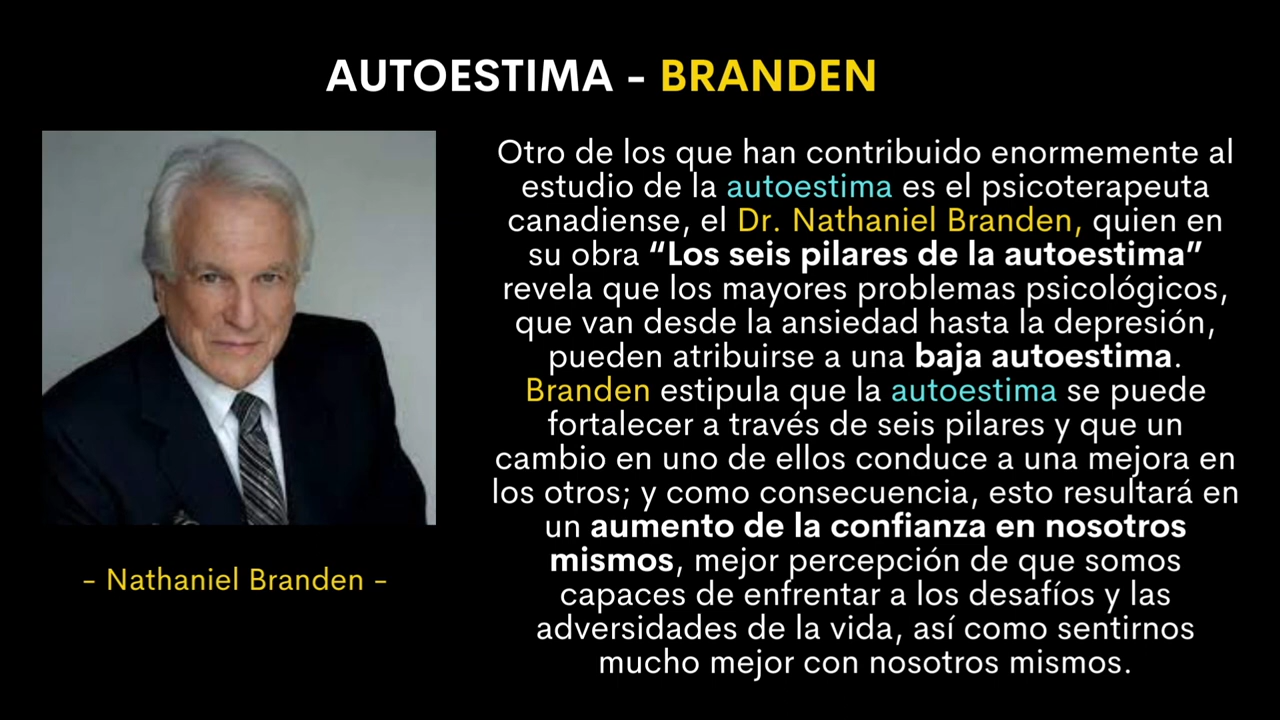 AUTOESTIMA - BRANDEN
Otro de los que han contribuido enormemente al
estudio de la autoestima es el psicoterapeuta
canadiense, el Dr. Nathaniel Branden, quien en
su obra “Los seis pilares de la autoestima”
revela que los mayores problemas psicológicos,
que van desde la ansiedad hasta la depresión,
pueden atribuirse a una baja autoestima.
Branden estipula que la autoestima se puede
fortalecer a través de seis pilares y que un
cambio en uno de ellos conduce a una mejora en
los otros; y como consecuencia, esto resultará en
un aumento de la confianza en nosotros
mismos, mejor percepción de que somos
capaces de enfrentar a los desafíos y las
adversidades de la vida, así como sentirnos
mucho mejor con nosotros mismos.
- Nathaniel Branden -